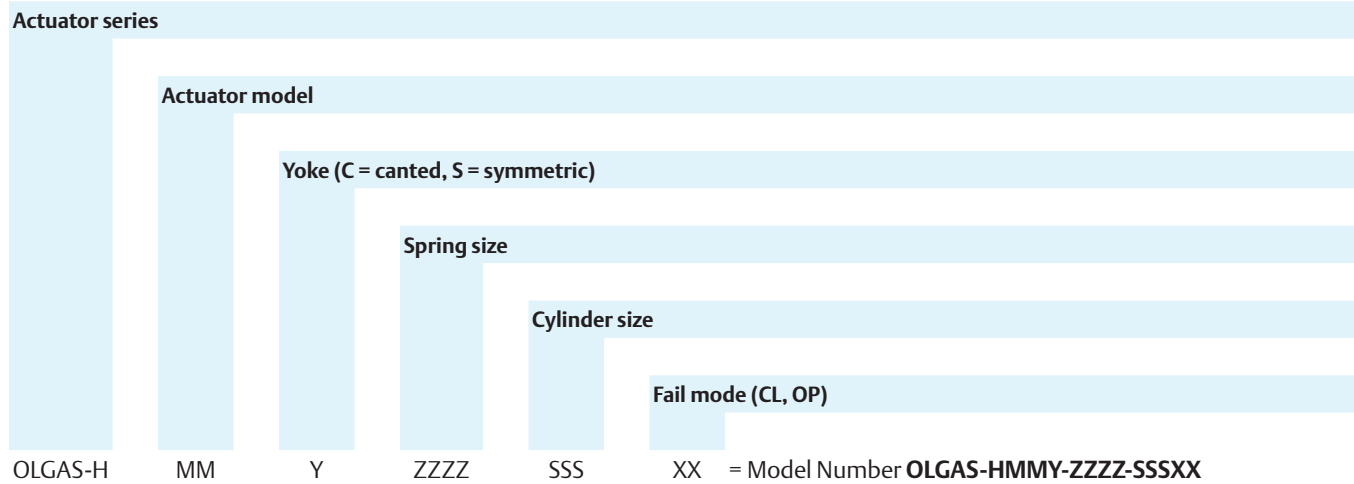 Actuator series
Actuator model
Yoke (C = canted, S = symmetric)
Spring size
Cylinder size
Fail mode (CL, OP)
OLGAS-H MM Y ZZZZ SSS XX = Model Number OLGAS-HMMY-ZZZZ-SSSXX